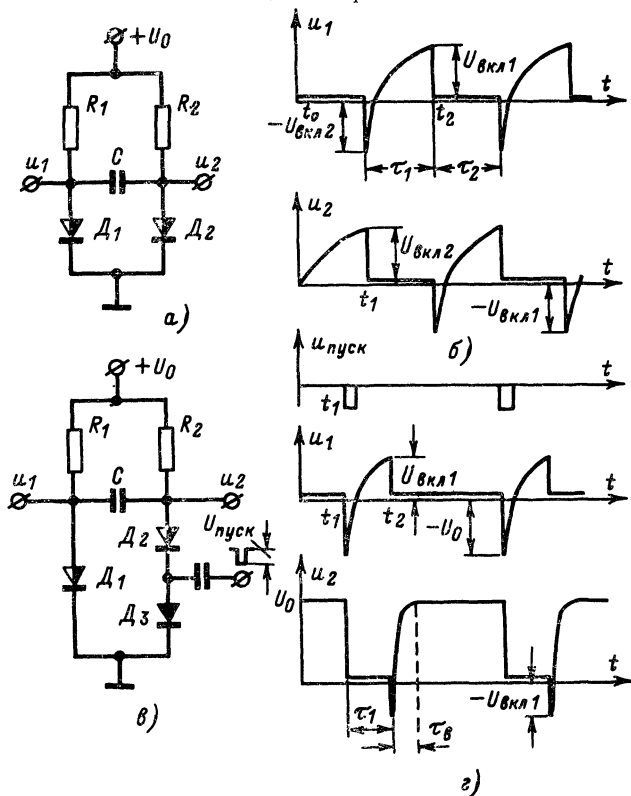 +U₀
R₁
R₂
u₁
C
u₂
Д₁
Д₂
а)
u₁
Uвкл1
t
t₀
t₂
−Uвкл2
τ₁
τ₂
u₂
Uвкл2
t
t₁
−Uвкл1
б)
+U₀
R₁
R₂
u₁
C
u₂
Д₂
Uпуск
Д₁
Д₃
в)
uпуск
t
t₁
u₁
Uвкл1
t
t₁
t₂
−U₀
u₂
U₀
t
τ₁
τв
−Uвкл1
г)